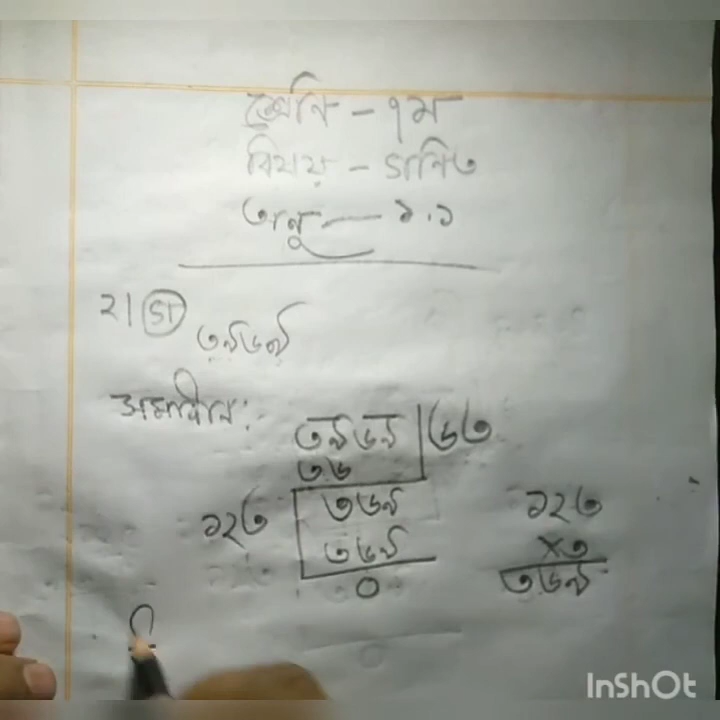 শ্রেণি - ৭ম
বিষয় - গণিত
অনু - ১.১
২। গ ৩৯৬৯
সমাধান:
৩৯৬৯ ৬৩
৩৬
১২৩ ৩৬৯
৩৬৯
০
১২৩
×৩
৩৬৯
InShOt